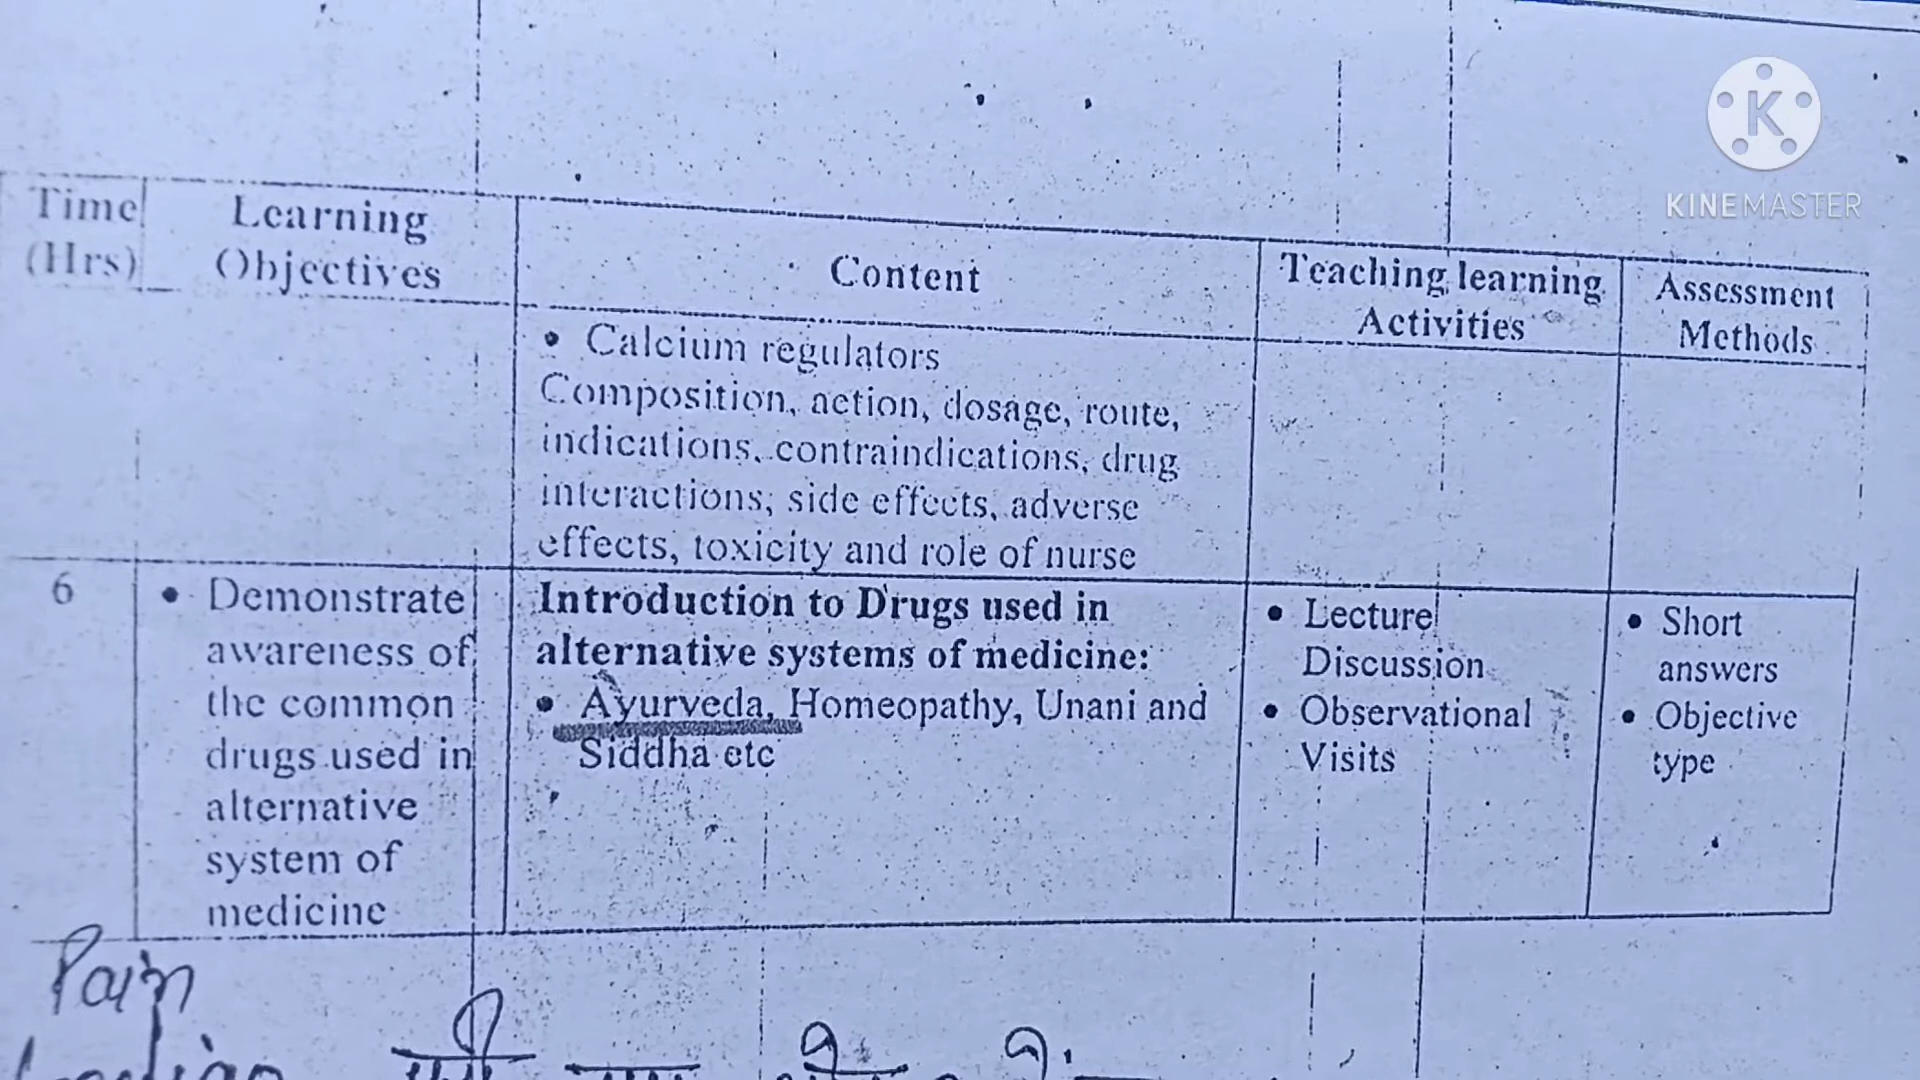 KINEMASTER
Time
(Hrs)
Learning
Objectives
Content
Teaching learning
Activities
Assessment
Methods
• Calcium regulators
Composition, action, dosage, route,
indications, contraindications, drug
interactions, side effects, adverse
effects, toxicity and role of nurse
6
• Demonstrate
awareness of
the common
drugs used in
alternative
system of
medicine
Introduction to Drugs used in
alternative systems of medicine:
• Ayurveda, Homeopathy, Unani and
Siddha etc
• Lecture
Discussion
• Observational
Visits
• Short
answers
• Objective
type
Pain